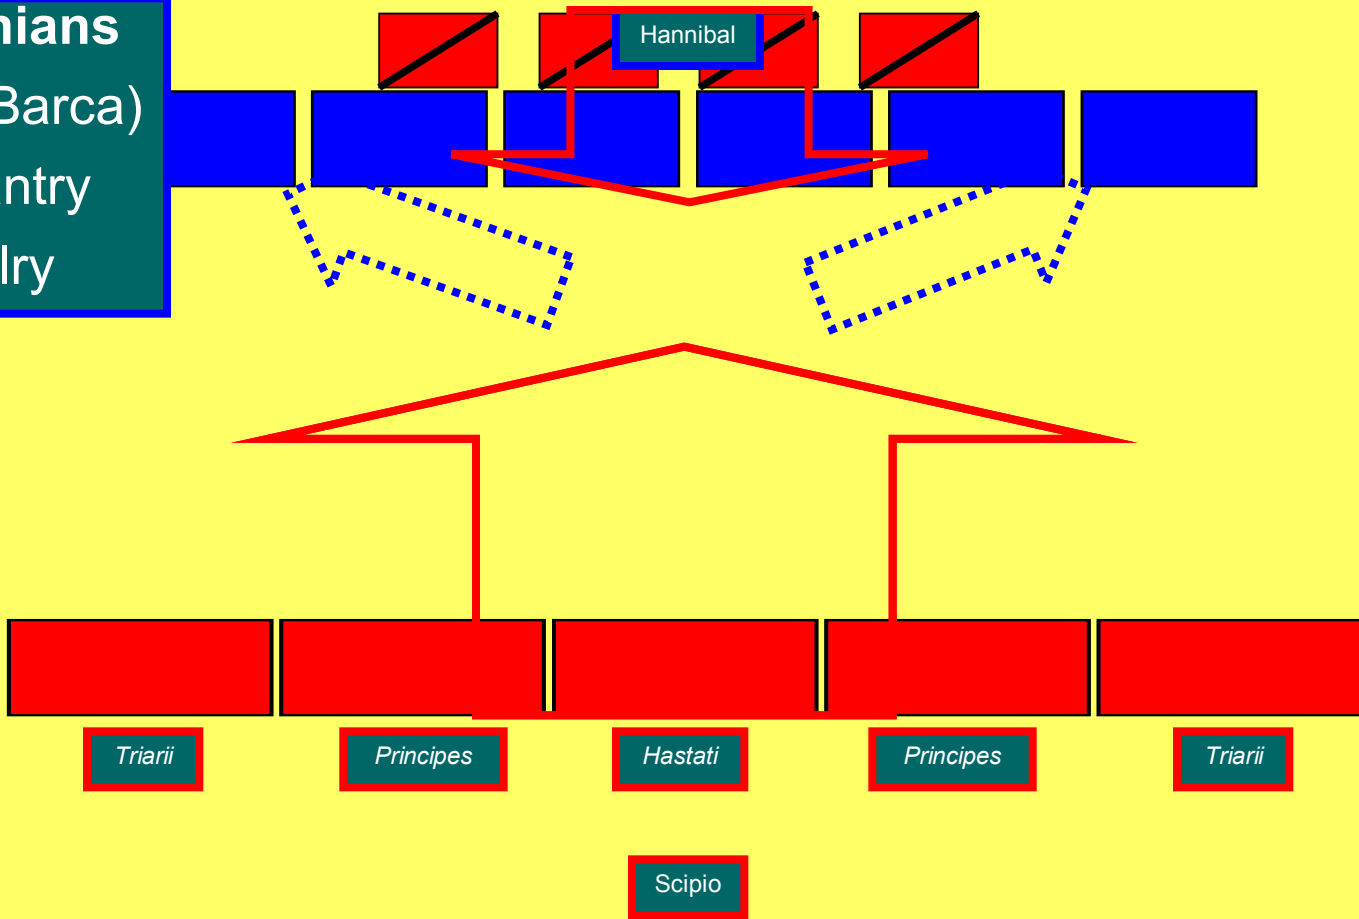 nians
Barca)
ntry
lry
Hannibal
Triarii
Principes
Hastati
Principes
Triarii
Scipio